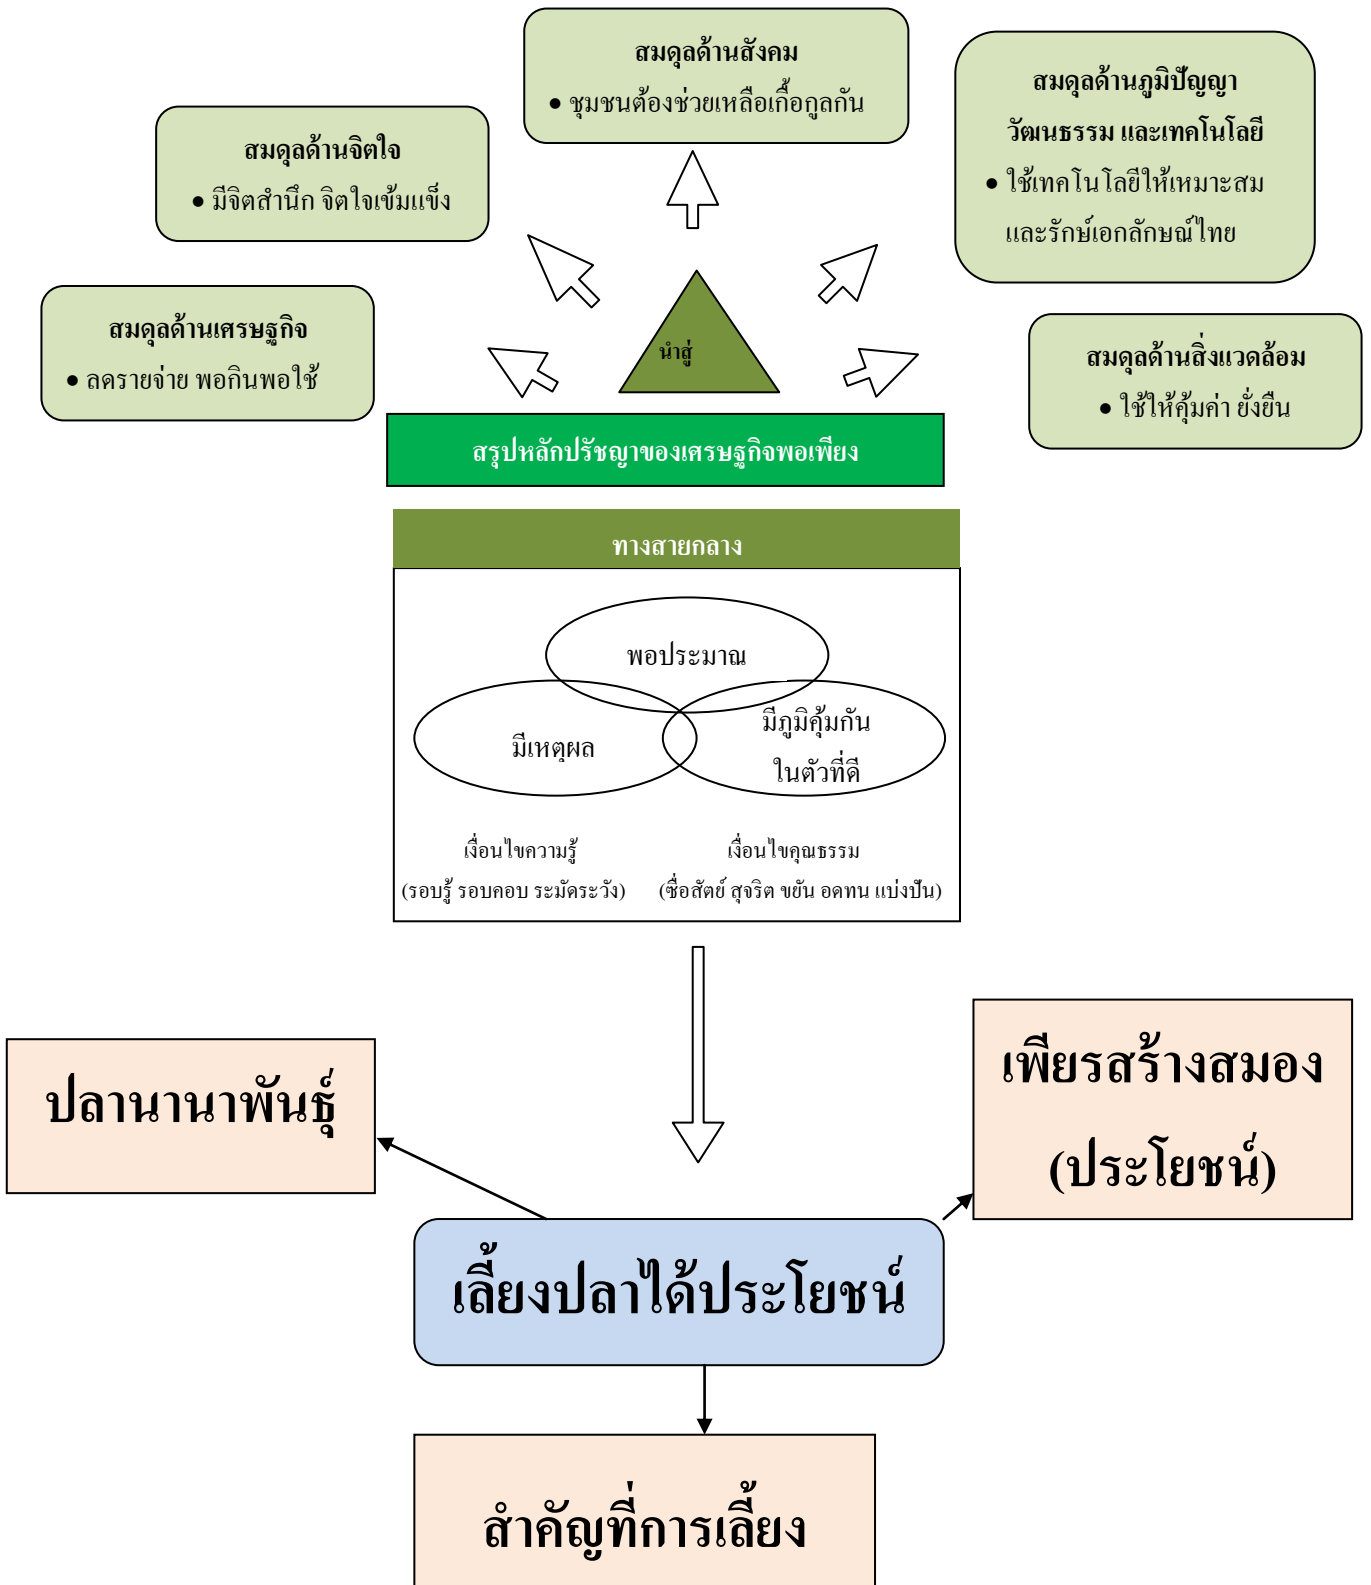 สมดุลด้านสังคม
• ชุมชนต้องช่วยเหลือเกื้อกูลกัน
สมดุลด้านภูมิปัญญา
วัฒนธรรม และเทคโนโลยี
• ใช้เทคโนโลยีให้เหมาะสม
และรักษ์เอกลักษณ์ไทย
สมดุลด้านจิตใจ
• มีจิตสำนึก จิตใจเข้มแข็ง
สมดุลด้านเศรษฐกิจ
• ลดรายจ่าย พอกินพอใช้
นำสู่
สมดุลด้านสิ่งแวดล้อม
• ใช้ให้คุ้มค่า ยั่งยืน
สรุปหลักปรัชญาของเศรษฐกิจพอเพียง
ทางสายกลาง
พอประมาณ
มีเหตุผล
มีภูมิคุ้มกัน
ในตัวที่ดี
เงื่อนไขความรู้
(รอบรู้ รอบคอบ ระมัดระวัง)
เงื่อนไขคุณธรรม
(ซื่อสัตย์ สุจริต ขยัน อดทน แบ่งปัน)
ปลานานาพันธุ์
เพียรสร้างสมอง
(ประโยชน์)
เลี้ยงปลาได้ประโยชน์
สำคัญที่การเลี้ยง